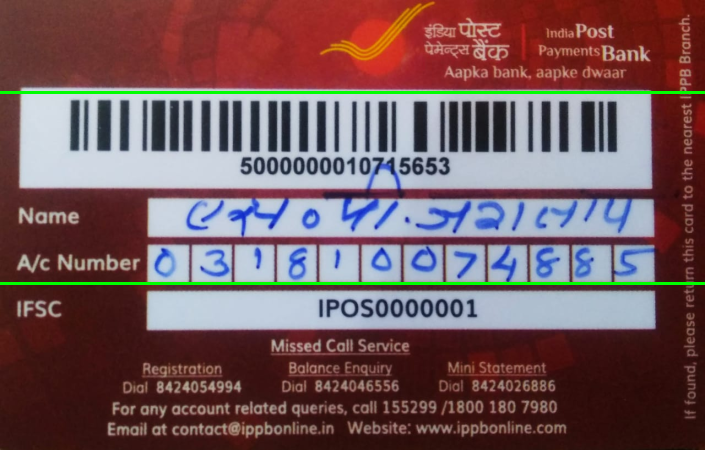 इंडिया पोस्ट
पेमेन्ट्स बैंक
India Post
Payments Bank
Aapka bank, aapke dwaar
5000000010715653
Name
A/c Number 0 3 1 8 1 0 0 7 4 8 8 5
IFSC IPOS0000001
Missed Call Service
Registration Balance Enquiry Mini Statement
Dial 8424054994 Dial 8424046556 Dial 8424026886
For any account related queries, call 155299 /1800 180 7980
Email at contact@ippbonline.in Website: www.ippbonline.com
If found, please return this card to the nearest IPPB Branch.